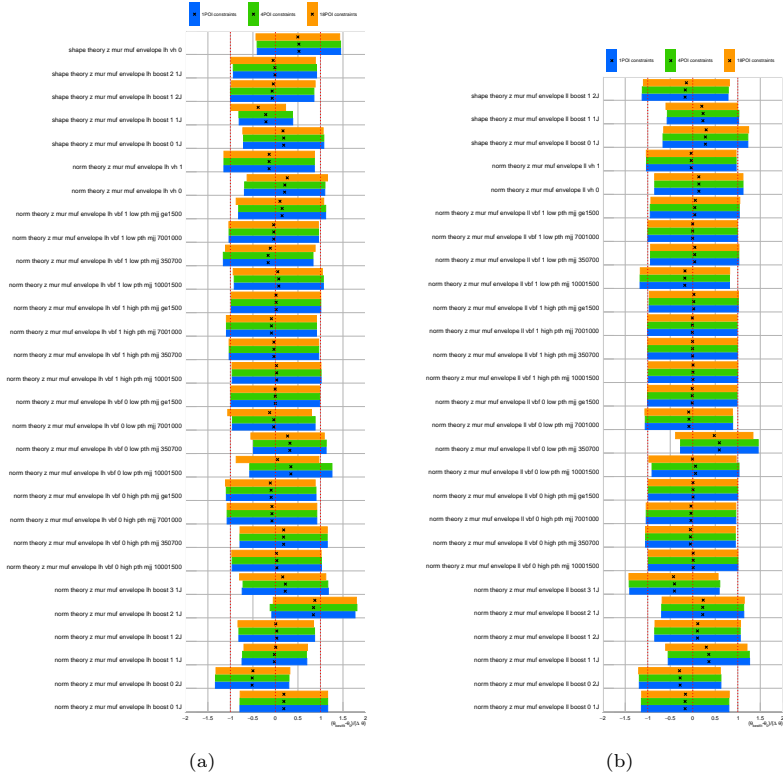 1POI constraints 4POI constraints 18POI constraints
shape theory z mur muf envelope lh vh 0
shape theory z mur muf envelope lh boost 2 1J
shape theory z mur muf envelope lh boost 1 2J
shape theory z mur muf envelope lh boost 1 1J
shape theory z mur muf envelope lh boost 0 1J
norm theory z mur muf envelope lh vh 1
norm theory z mur muf envelope lh vh 0
norm theory z mur muf envelope lh vbf 1 low pth mjj ge1500
norm theory z mur muf envelope lh vbf 1 low pth mjj 7001000
norm theory z mur muf envelope lh vbf 1 low pth mjj 350700
norm theory z mur muf envelope lh vbf 1 low pth mjj 10001500
norm theory z mur muf envelope lh vbf 1 high pth mjj ge1500
norm theory z mur muf envelope lh vbf 1 high pth mjj 7001000
norm theory z mur muf envelope lh vbf 1 high pth mjj 350700
norm theory z mur muf envelope lh vbf 1 high pth mjj 10001500
norm theory z mur muf envelope lh vbf 0 low pth mjj ge1500
norm theory z mur muf envelope lh vbf 0 low pth mjj 7001000
norm theory z mur muf envelope lh vbf 0 low pth mjj 350700
norm theory z mur muf envelope lh vbf 0 low pth mjj 10001500
norm theory z mur muf envelope lh vbf 0 high pth mjj ge1500
norm theory z mur muf envelope lh vbf 0 high pth mjj 7001000
norm theory z mur muf envelope lh vbf 0 high pth mjj 350700
norm theory z mur muf envelope lh vbf 0 high pth mjj 10001500
norm theory z mur muf envelope lh boost 3 1J
norm theory z mur muf envelope lh boost 2 1J
norm theory z mur muf envelope lh boost 1 2J
norm theory z mur muf envelope lh boost 1 1J
norm theory z mur muf envelope lh boost 0 2J
norm theory z mur muf envelope lh boost 0 1J
−2 −1.5 −1 −0.5 0 0.5 1 1.5 2
(a)
1POI constraints 4POI constraints 18POI constraints
shape theory z mur muf envelope ll boost 1 2J
shape theory z mur muf envelope ll boost 1 1J
shape theory z mur muf envelope ll boost 0 1J
norm theory z mur muf envelope ll vh 1
norm theory z mur muf envelope ll vh 0
norm theory z mur muf envelope ll vbf 1 low pth mjj ge1500
norm theory z mur muf envelope ll vbf 1 low pth mjj 7001000
norm theory z mur muf envelope ll vbf 1 low pth mjj 350700
norm theory z mur muf envelope ll vbf 1 low pth mjj 10001500
norm theory z mur muf envelope ll vbf 1 high pth mjj ge1500
norm theory z mur muf envelope ll vbf 1 high pth mjj 7001000
norm theory z mur muf envelope ll vbf 1 high pth mjj 350700
norm theory z mur muf envelope ll vbf 1 high pth mjj 10001500
norm theory z mur muf envelope ll vbf 0 low pth mjj ge1500
norm theory z mur muf envelope ll vbf 0 low pth mjj 7001000
norm theory z mur muf envelope ll vbf 0 low pth mjj 350700
norm theory z mur muf envelope ll vbf 0 low pth mjj 10001500
norm theory z mur muf envelope ll vbf 0 high pth mjj ge1500
norm theory z mur muf envelope ll vbf 0 high pth mjj 7001000
norm theory z mur muf envelope ll vbf 0 high pth mjj 350700
norm theory z mur muf envelope ll vbf 0 high pth mjj 10001500
norm theory z mur muf envelope ll boost 3 1J
norm theory z mur muf envelope ll boost 2 1J
norm theory z mur muf envelope ll boost 1 2J
norm theory z mur muf envelope ll boost 1 1J
norm theory z mur muf envelope ll boost 0 2J
norm theory z mur muf envelope ll boost 0 1J
−2 −1.5 −1 −0.5 0 0.5 1 1.5 2
(b)